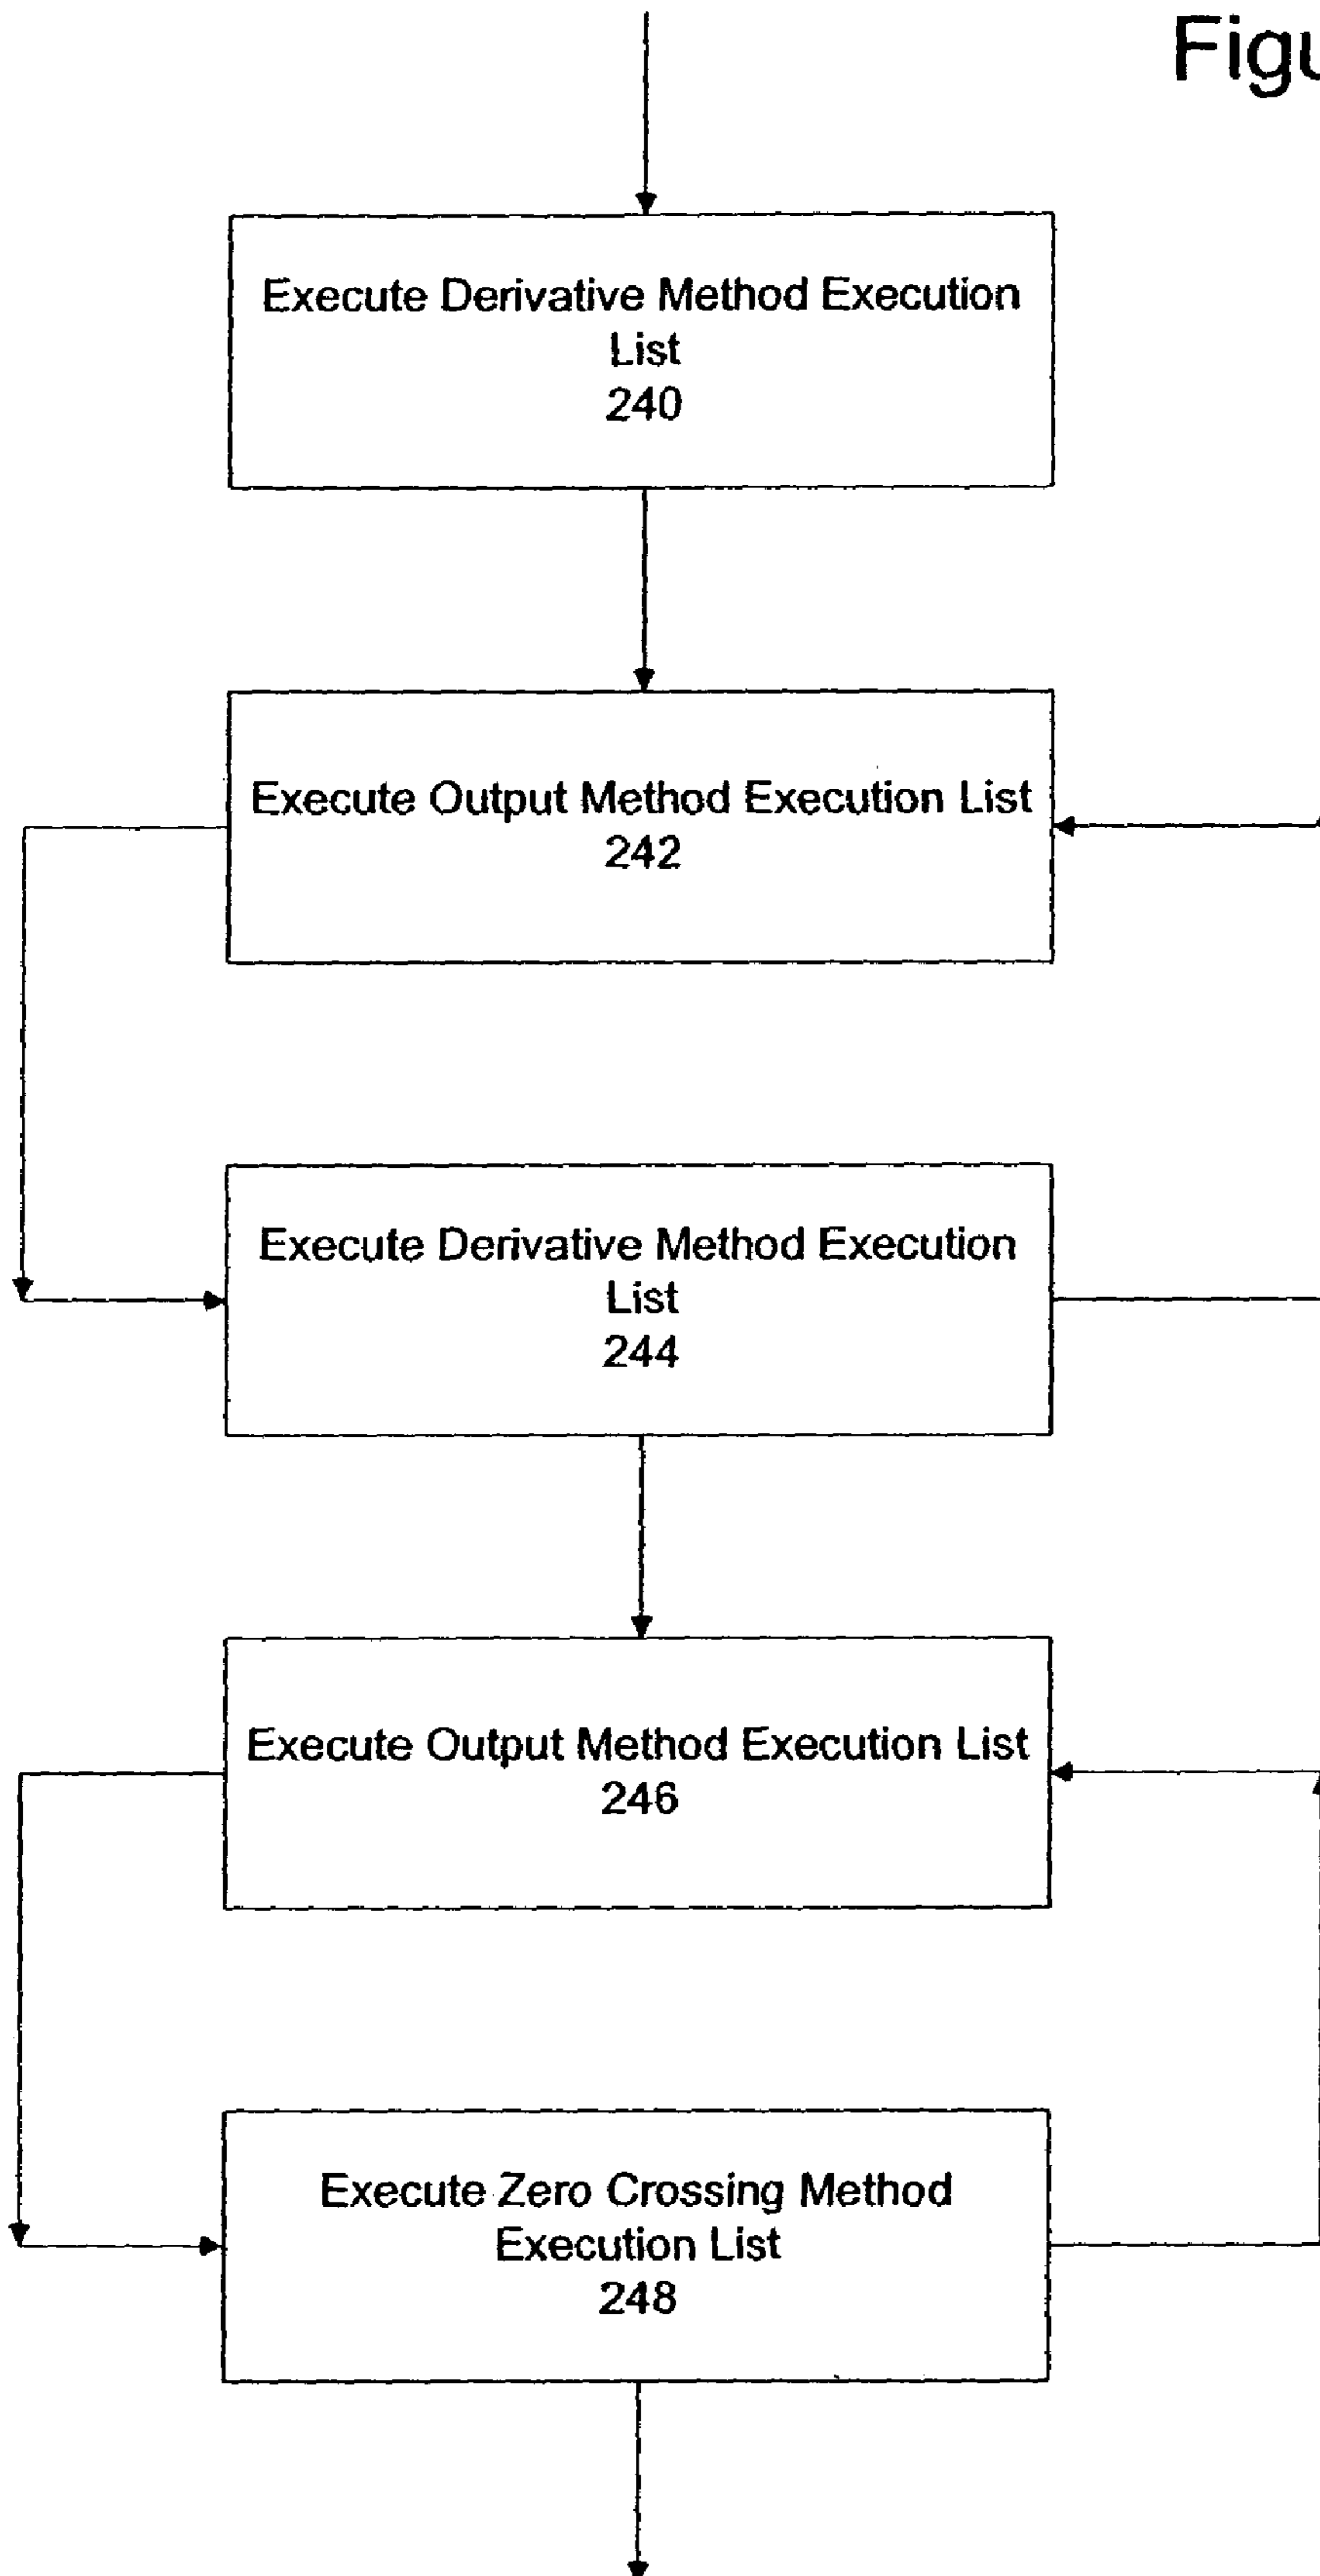 Figu
Execute Derivative Method Execution
List
240
Execute Output Method Execution List
242
Execute Derivative Method Execution
List
244
Execute Output Method Execution List
246
Execute Zero Crossing Method
Execution List
248